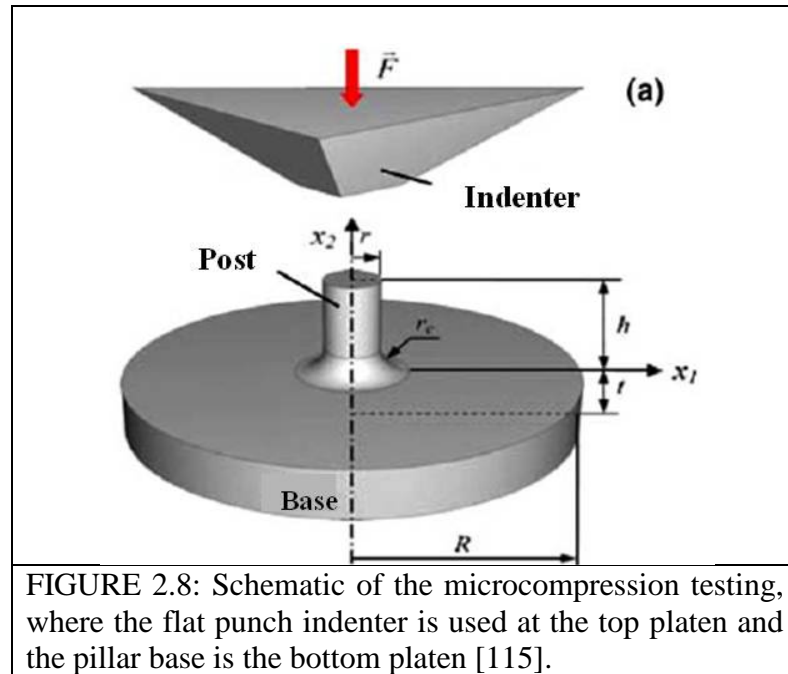 F
(a)
Indenter
x2
r
Post
h
rc
x1
t
Base
R
FIGURE 2.8: Schematic of the microcompression testing,
where the flat punch indenter is used at the top platen and
the pillar base is the bottom platen [115].